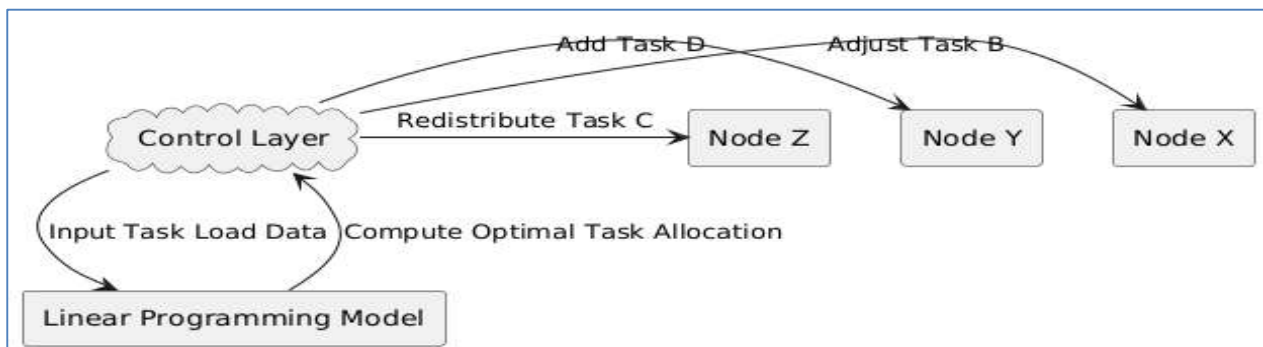 Add Task D
Adjust Task B
Redistribute Task C
Control Layer
Node Z
Node Y
Node X
Input Task Load Data
Compute Optimal Task Allocation
Linear Programming Model